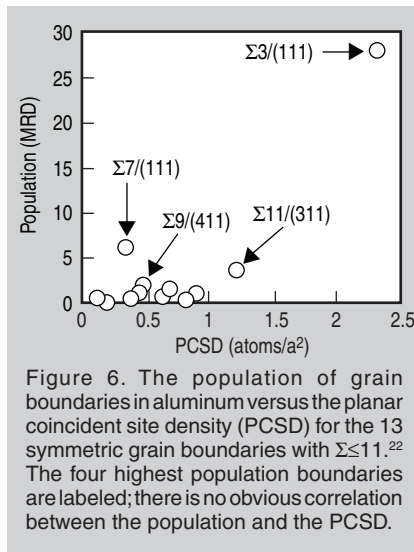 30
25
20
15
10
5
0
Population (MRD)
Σ3/(111)
Σ7/(111)
Σ9/(411)
Σ11/(311)
0 0.5 1 1.5 2 2.5
PCSD (atoms/a²)
Figure 6. The population of grain
boundaries in aluminum versus the planar
coincident site density (PCSD) for the 13
symmetric grain boundaries with Σ≤11.²²
The four highest population boundaries
are labeled; there is no obvious correlation
between the population and the PCSD.